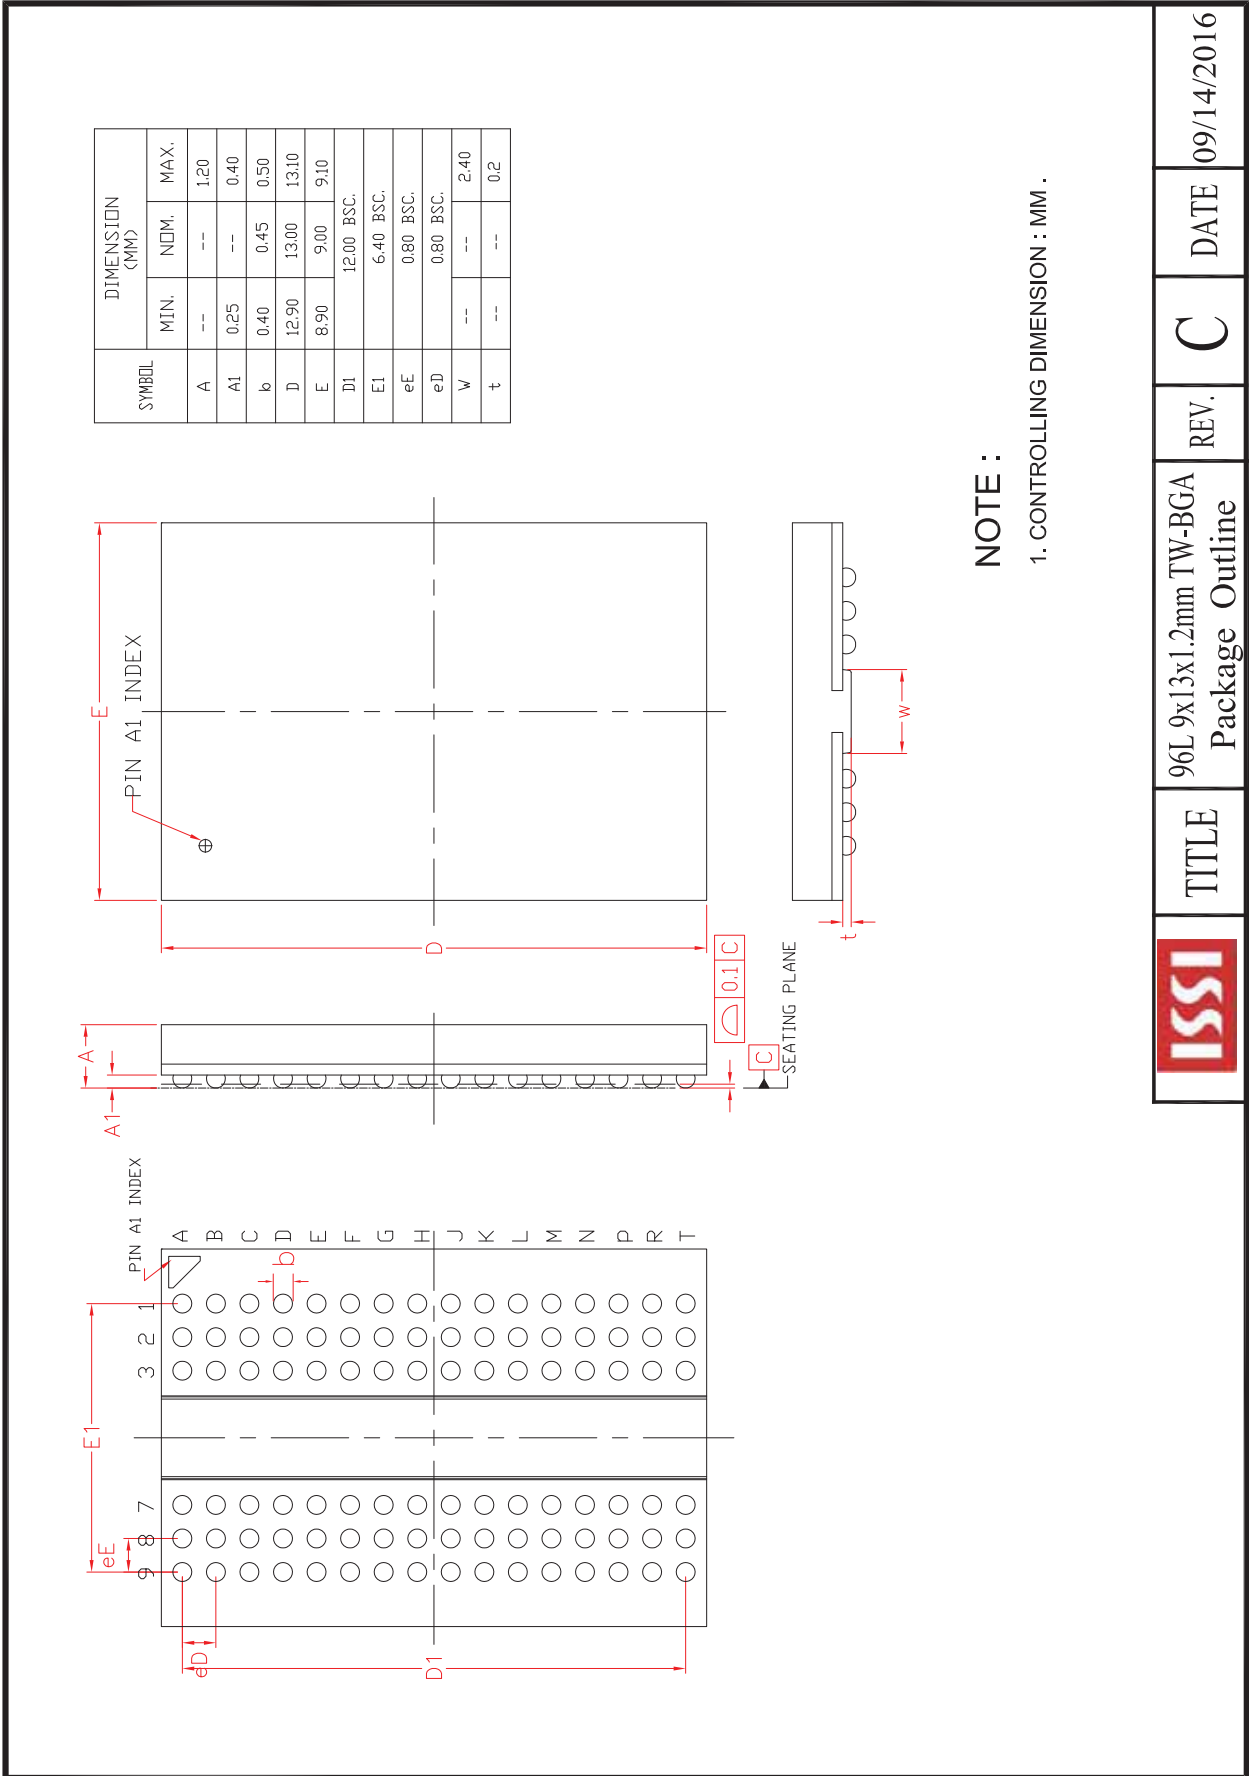 PIN A1 INDEX
E1
eE
9 8 7 3 2 1
A
B
C
D
E
F
G
H
J
K
L
M
N
P
R
T
b
eD
D1
A
A1
0.1 C
C
SEATING PLANE
E
PIN A1 INDEX
D
t
W
SYMBOL DIMENSION
(MM)
MIN. NOM. MAX.
A -- -- 1.20
A1 0.25 -- 0.40
b 0.40 0.45 0.50
D 12.90 13.00 13.10
E 8.90 9.00 9.10
D1 12.00 BSC.
E1 6.40 BSC.
eE 0.80 BSC.
eD 0.80 BSC.
W -- -- 2.40
t -- -- 0.2
NOTE :
1. CONTROLLING DIMENSION : MM .
ISSI
TITLE
96L 9x13x1.2mm TW-BGA
Package Outline
REV.
C
DATE
09/14/2016